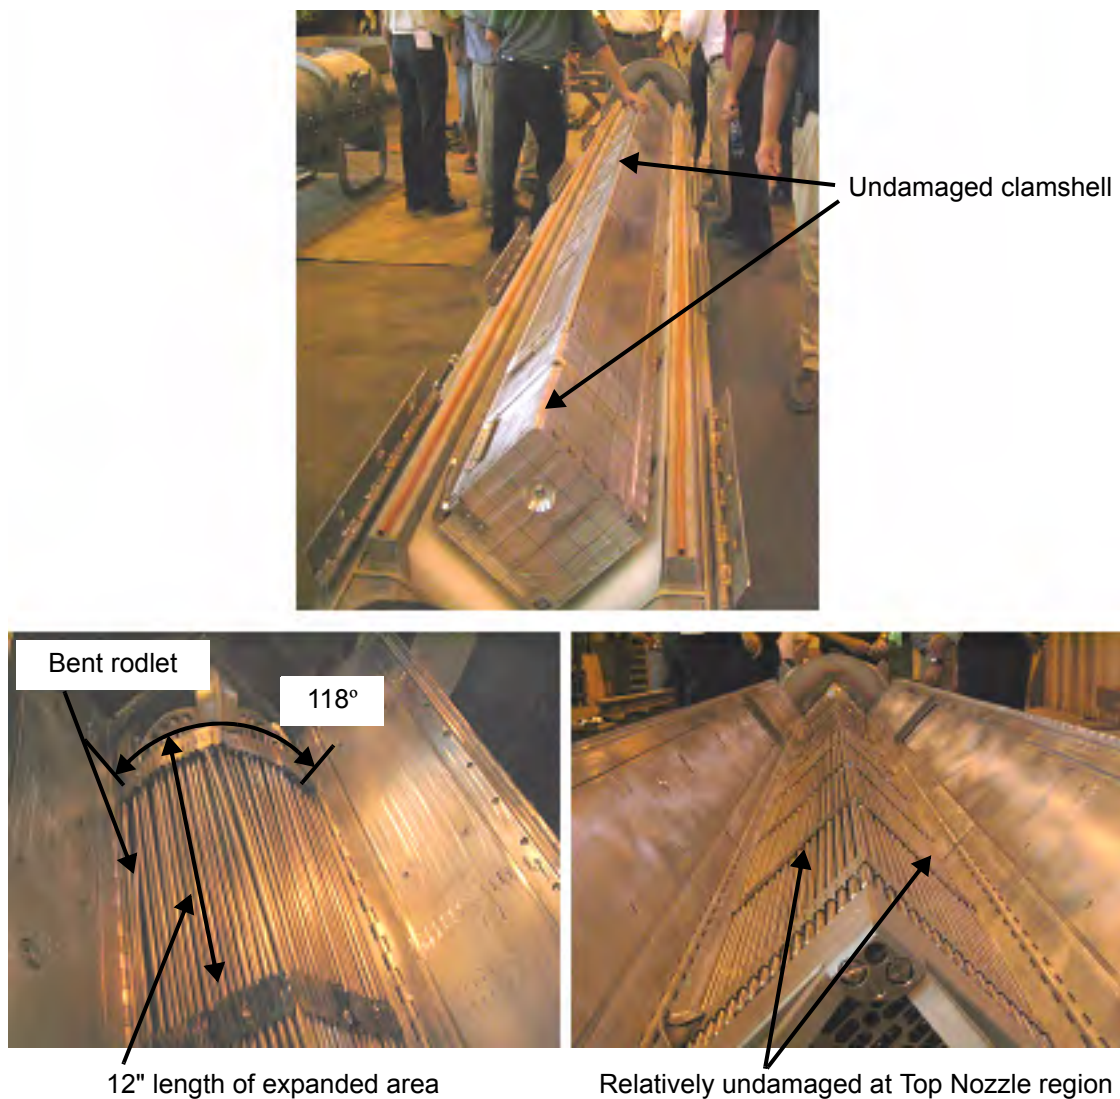 Undamaged clamshell
Bent rodlet
118º
12" length of expanded area
Relatively undamaged at Top Nozzle region